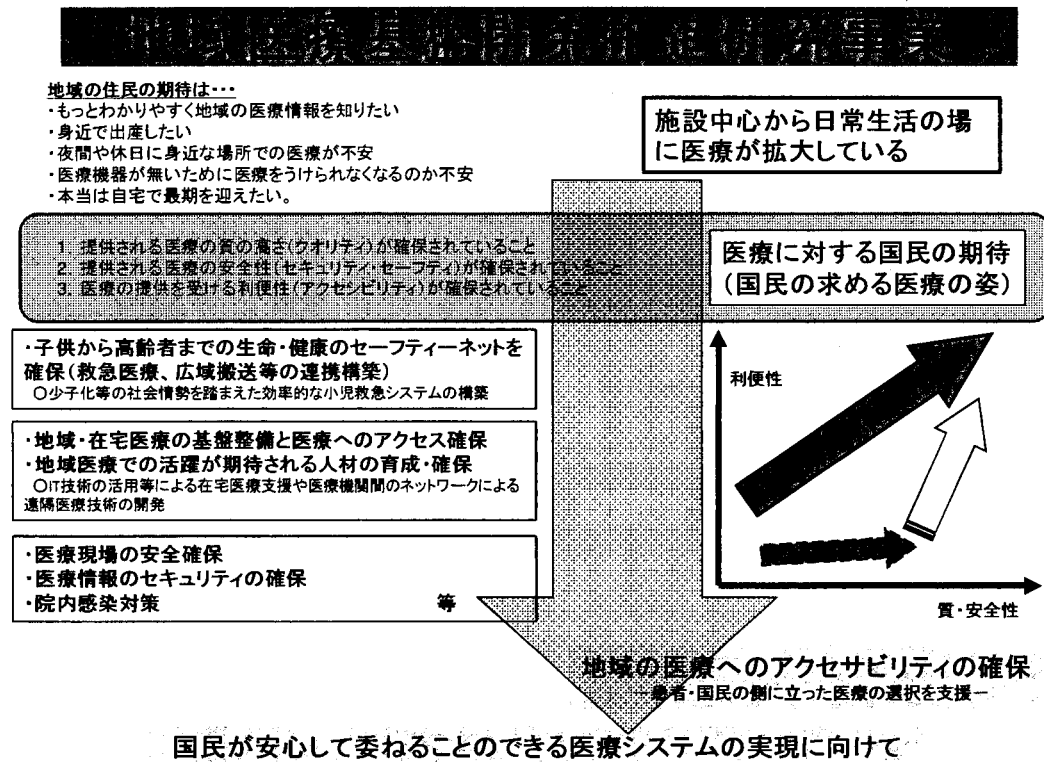 地域医療基盤開発推進研究事業
地域の住民の期待は・・・
・もっとわかりやすく地域の医療情報を知りたい
・身近で出産したい
・夜間や休日に身近な場所での医療が不安
・医療機器が無いために医療をうけられなくなるのか不安
・本当は自宅で最期を迎えたい。
施設中心から日常生活の場
に医療が拡大している
1. 提供される医療の質の高さ(クオリティ)が確保されていること
2. 提供される医療の安全性(セキュリティ・セーフティ)が確保されていること
3. 医療の提供を受ける利便性(アクセシビリティ)が確保されていること
医療に対する国民の期待
(国民の求める医療の姿)
・子供から高齢者までの生命・健康のセーフティーネットを
確保(救急医療、広域搬送等の連携構築)
○少子化等の社会情勢を踏まえた効率的な小児救急システムの構築
・地域・在宅医療の基盤整備と医療へのアクセス確保
・地域医療での活躍が期待される人材の育成・確保
○IT技術の活用等による在宅医療支援や医療機関間のネットワークによる
遠隔医療技術の開発
・医療現場の安全確保
・医療情報のセキュリティの確保
・院内感染対策 等
利便性
質・安全性
地域の医療へのアクセサビリティの確保
－患者・国民の側に立った医療の選択を支援－
国民が安心して委ねることのできる医療システムの実現に向けて